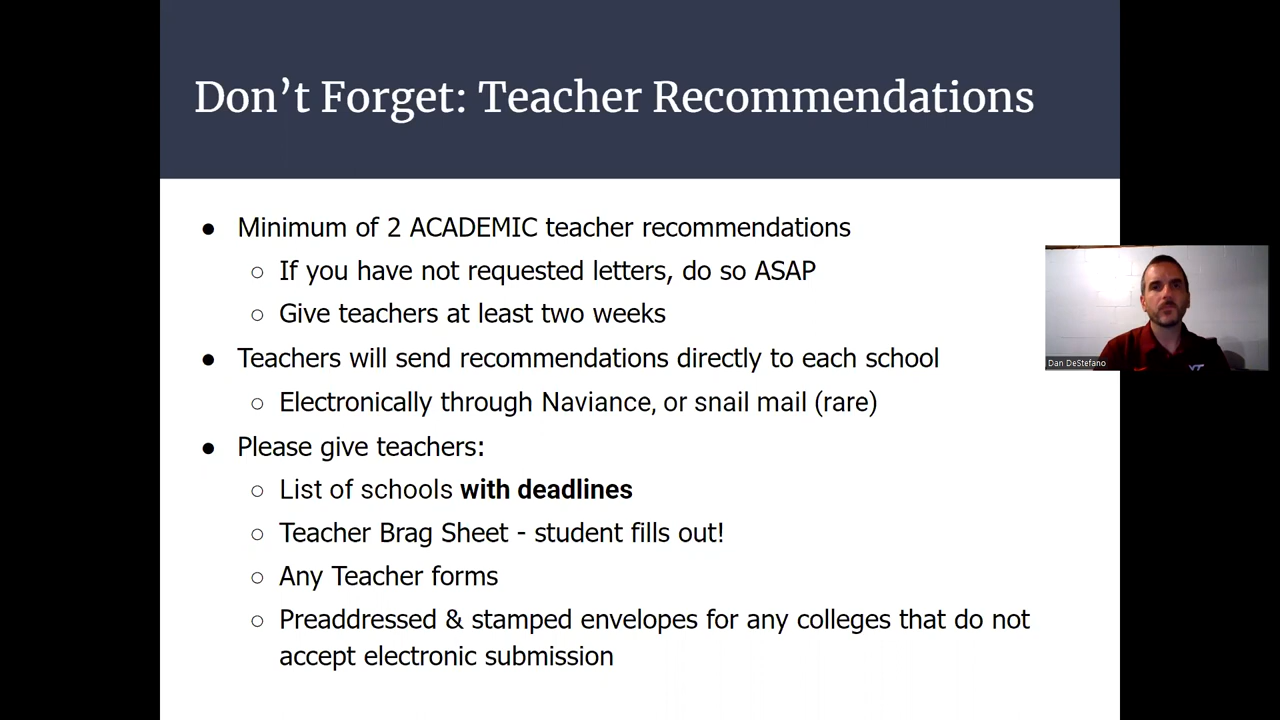 Don’t Forget: Teacher Recommendations
● Minimum of 2 ACADEMIC teacher recommendations
○ If you have not requested letters, do so ASAP
○ Give teachers at least two weeks
● Teachers will send recommendations directly to each school
○ Electronically through Naviance, or snail mail (rare)
● Please give teachers:
○ List of schools with deadlines
○ Teacher Brag Sheet - student fills out!
○ Any Teacher forms
○ Preaddressed & stamped envelopes for any colleges that do not
accept electronic submission
Dan DeStefano
VT